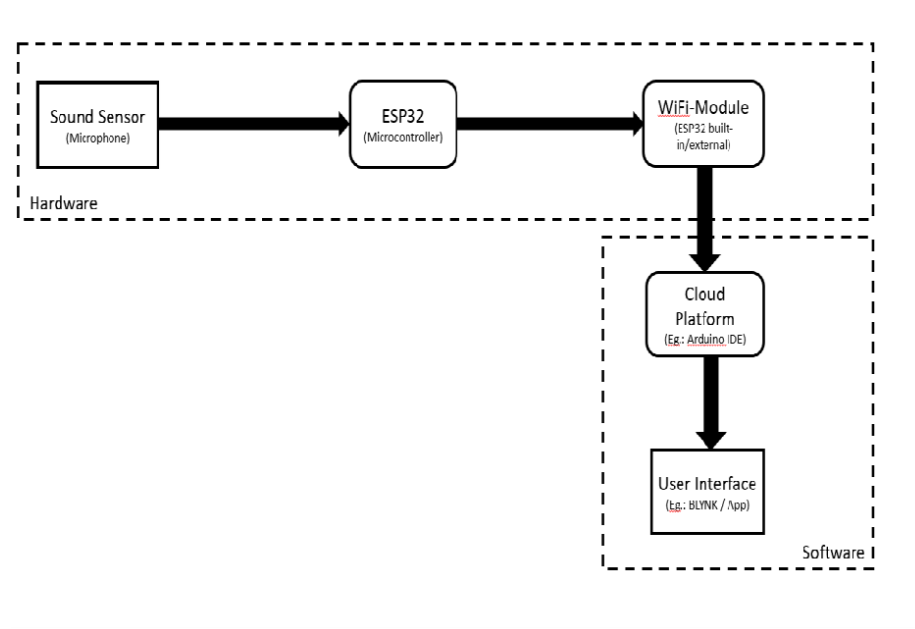 Sound Sensor
(Microphone)
ESP32
(Microcontroller)
WiFi-Module
(ESP32 built-
in/external)
Hardware
Cloud
Platform
(Eg.: Arduino IDE)
User Interface
(Eg.: BLYNK / App)
Software